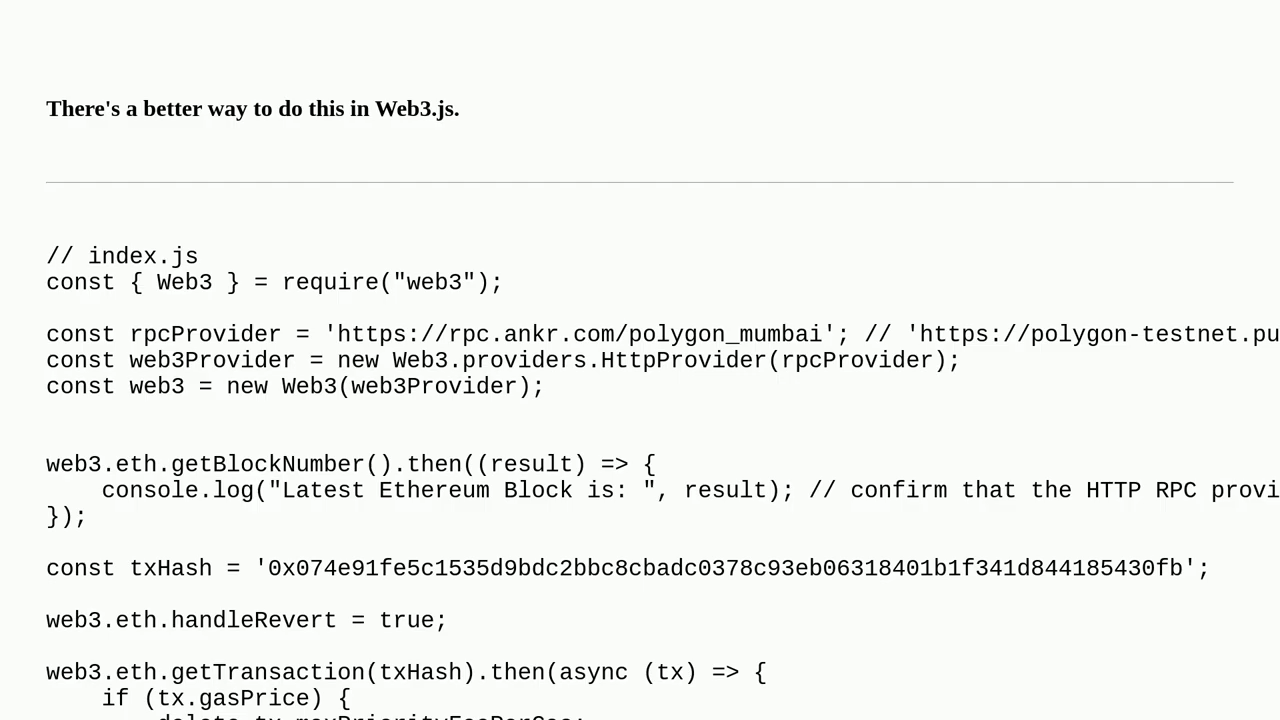 There's a better way to do this in Web3.js.
// index.js
const { Web3 } = require("web3");
const rpcProvider = 'https://rpc.ankr.com/polygon_mumbai'; // 'https://polygon-testnet.pu
const web3Provider = new Web3.providers.HttpProvider(rpcProvider);
const web3 = new Web3(web3Provider);
web3.eth.getBlockNumber().then((result) => {
    console.log("Latest Ethereum Block is: ", result); // confirm that the HTTP RPC provi
});
const txHash = '0x074e91fe5c1535d9bdc2bbc8cbadc0378c93eb06318401b1f341d844185430fb';
web3.eth.handleRevert = true;
web3.eth.getTransaction(txHash).then(async (tx) => {
    if (tx.gasPrice) {
        delete tx.maxPriorityFeePerGas;